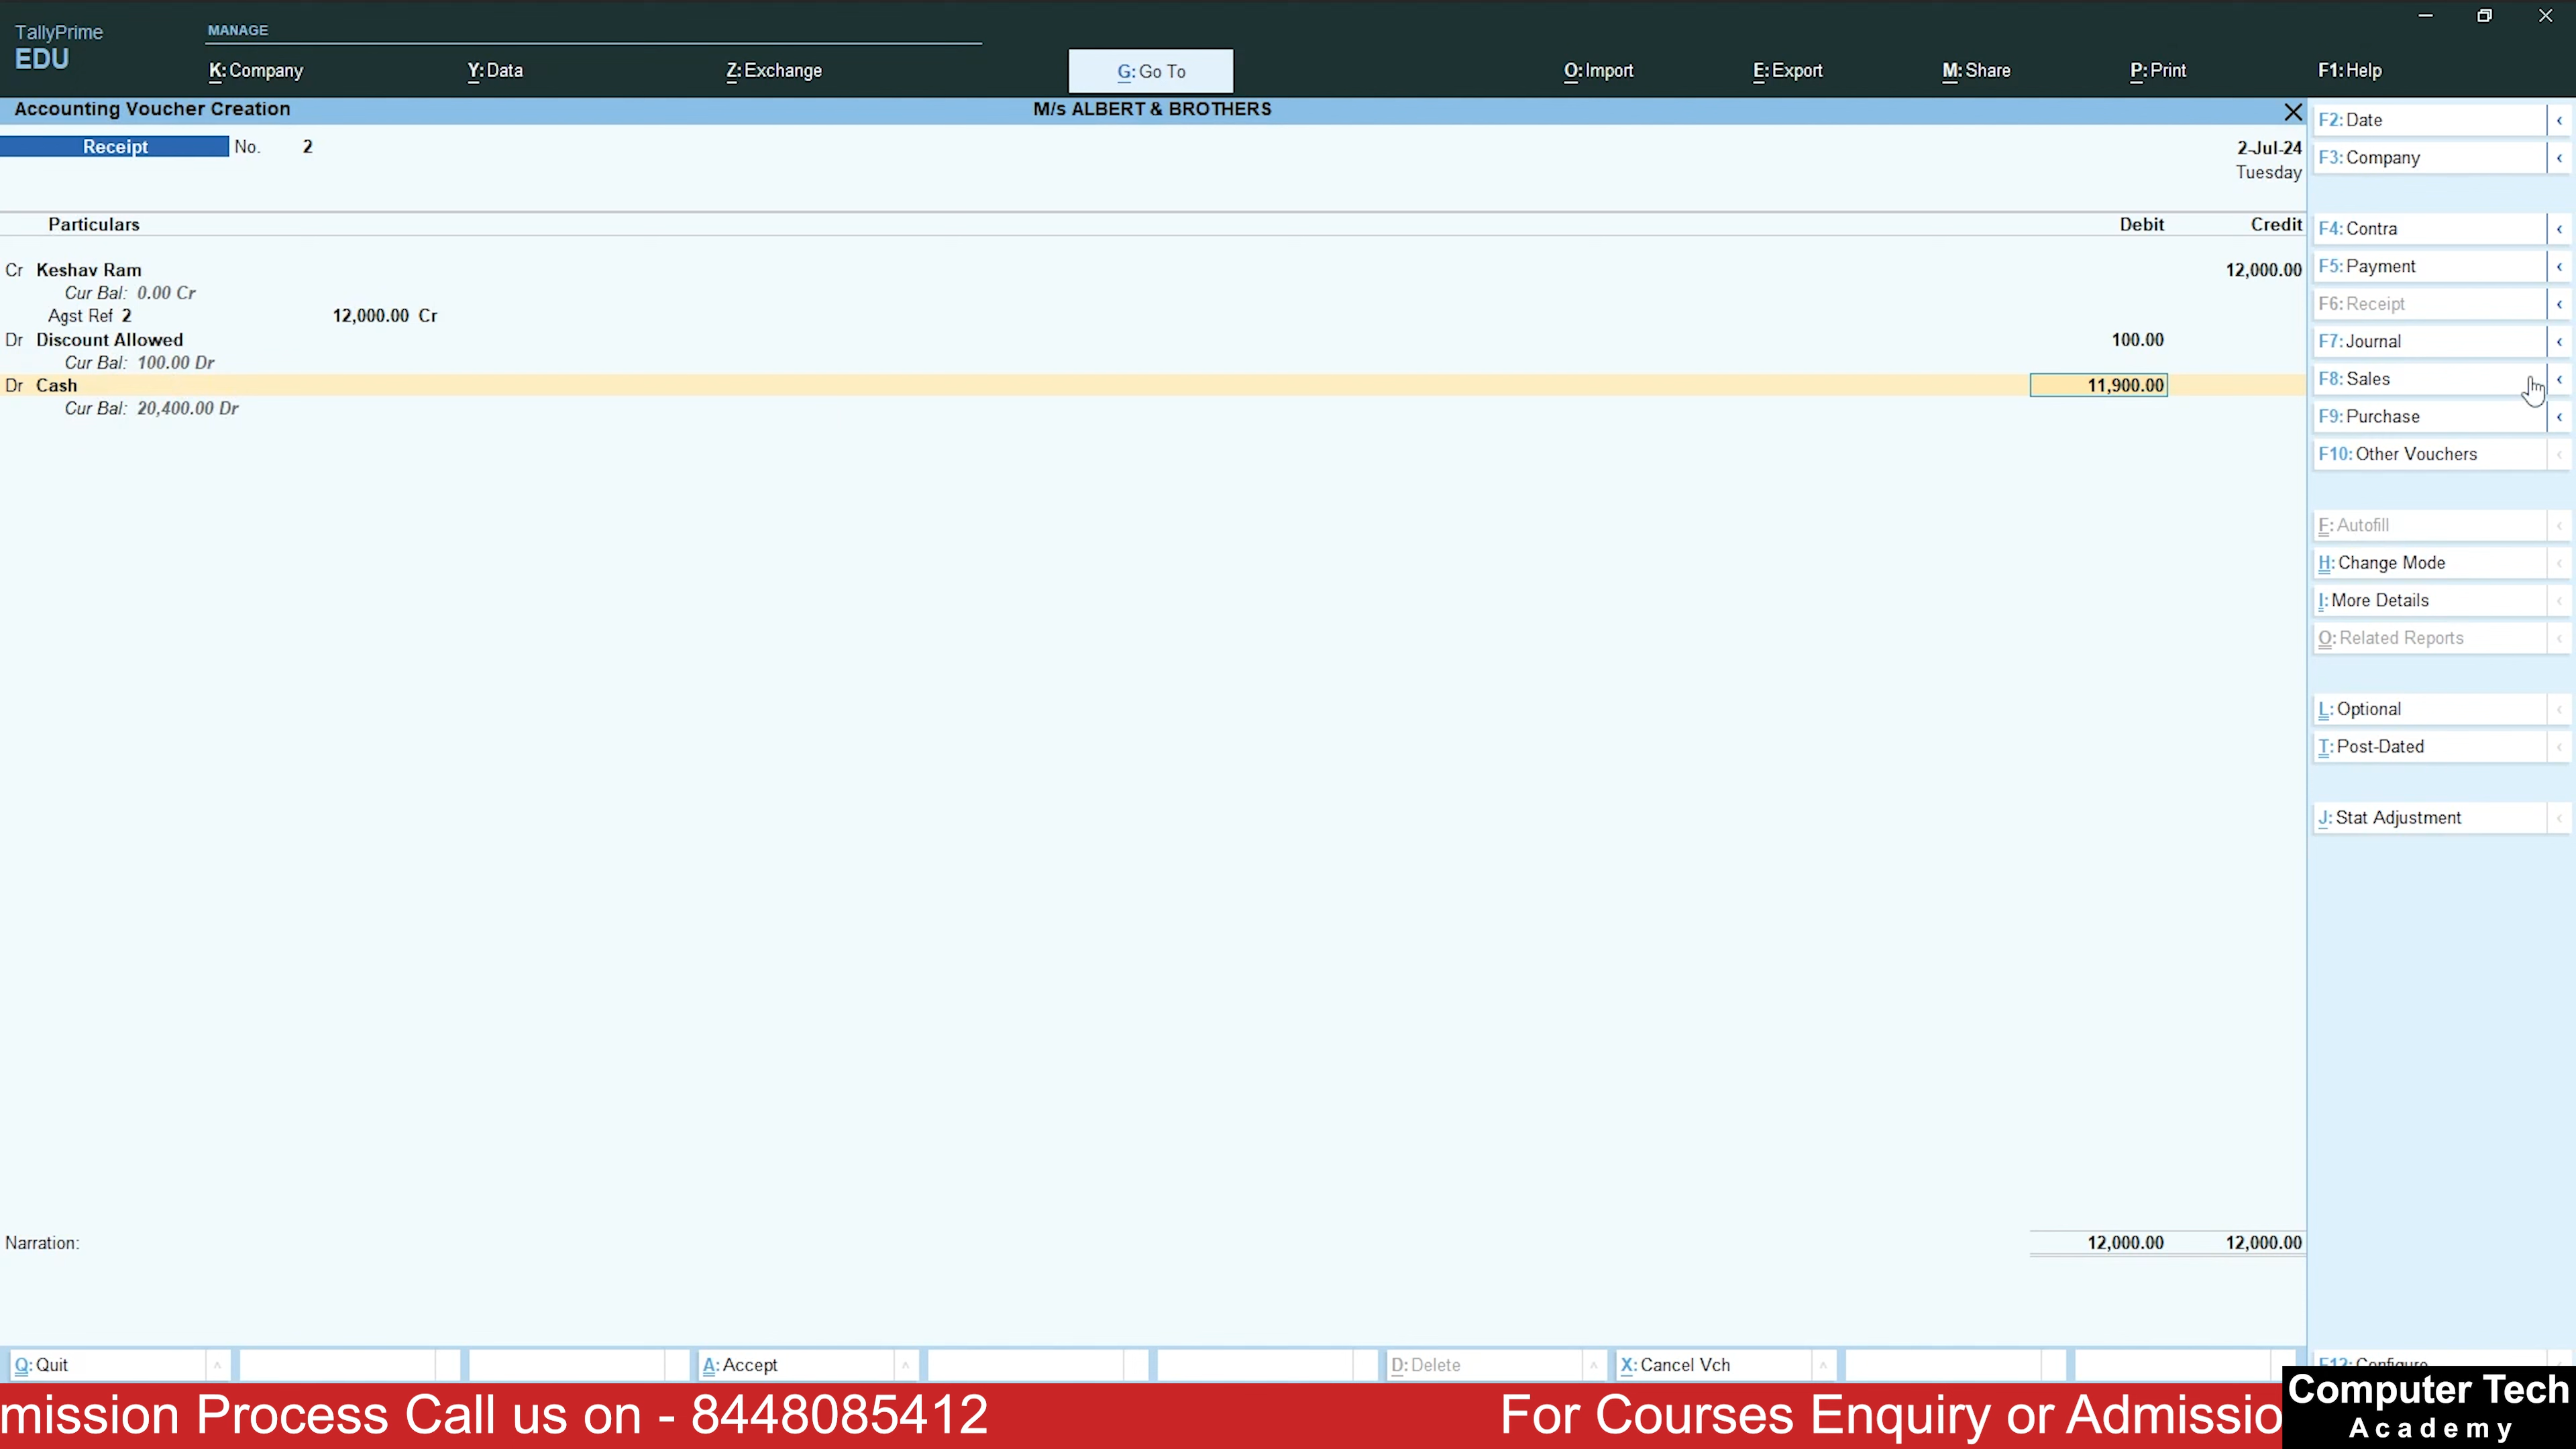 TallyPrime
EDU
MANAGE
K: Company
Y: Data
Z: Exchange
G: Go To
O: Import
E: Export
M: Share
P: Print
F1: Help
Accounting Voucher Creation
M/s ALBERT & BROTHERS
Receipt No. 2
2-Jul-24
Tuesday
Particulars Debit Credit
Cr Keshav Ram 12,000.00
Cur Bal: 0.00 Cr
Agst Ref 2 12,000.00 Cr
Dr Discount Allowed 100.00
Cur Bal: 100.00 Dr
Dr Cash 11,900.00
Cur Bal: 20,400.00 Dr
Narration: 12,000.00 12,000.00
F2: Date
F3: Company
F4: Contra
F5: Payment
F6: Receipt
F7: Journal
F8: Sales
F9: Purchase
F10: Other Vouchers
F: Autofill
H: Change Mode
I: More Details
O: Related Reports
L: Optional
T: Post-Dated
J: Stat Adjustment
F12: Configure
Q: Quit
A: Accept
D: Delete
X: Cancel Vch
mission Process Call us on - 8448085412
For Courses Enquiry or Admissio
Computer Tech
Academy